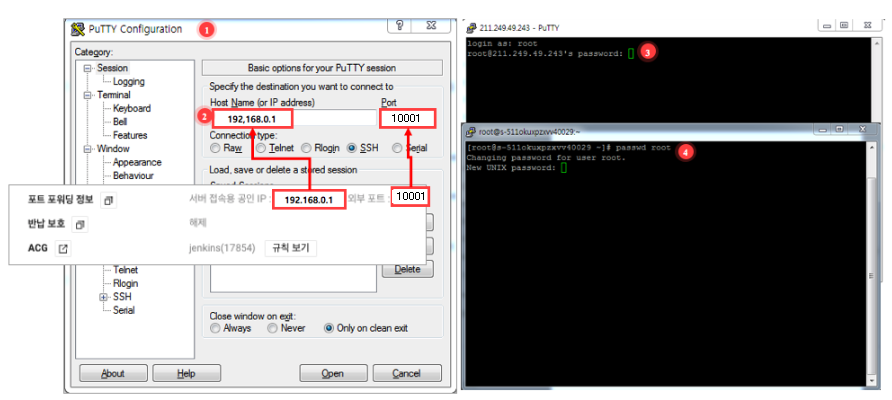 PuTTY Configuration
1
Category:
Session
Logging
Terminal
Keyboard
Bell
Features
Window
Appearance
Behaviour
Telnet
Rlogin
SSH
Serial
Basic options for your PuTTY session
Specify the destination you want to connect to
Host Name (or IP address) Port
2 192,168.0.1 10001
Connection type:
Raw Telnet Rlogin SSH Serial
Load, save or delete a stored session
포트 포워딩 정보 서버 접속용 공인 IP : 192.168.0.1 외부 포트 : 10001
반납 보호 해제
ACG jenkins(17854) 규칙 보기
Delete
Close window on exit:
Always Never Only on clean exit
About Help Open Cancel
211.249.49.243 - PuTTY
login as: root
root@211.249.49.243's password: 3
root@s-511okuxpzxvv40029:~
[root@s-511okuxpzxvv40029 ~]# passwd root 4
Changing password for user root.
New UNIX password: